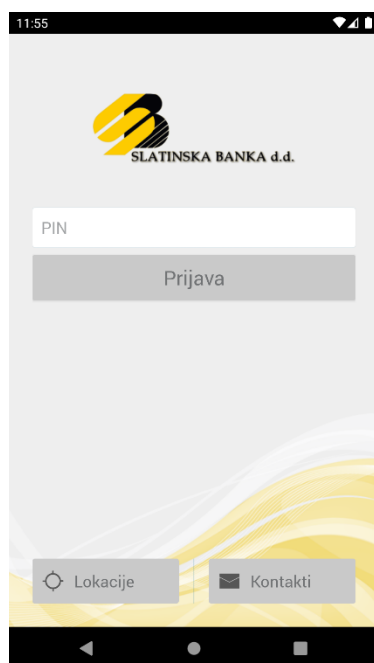 11:55
SLATINSKA BANKA d.d.
PIN
Prijava
Lokacije
Kontakti